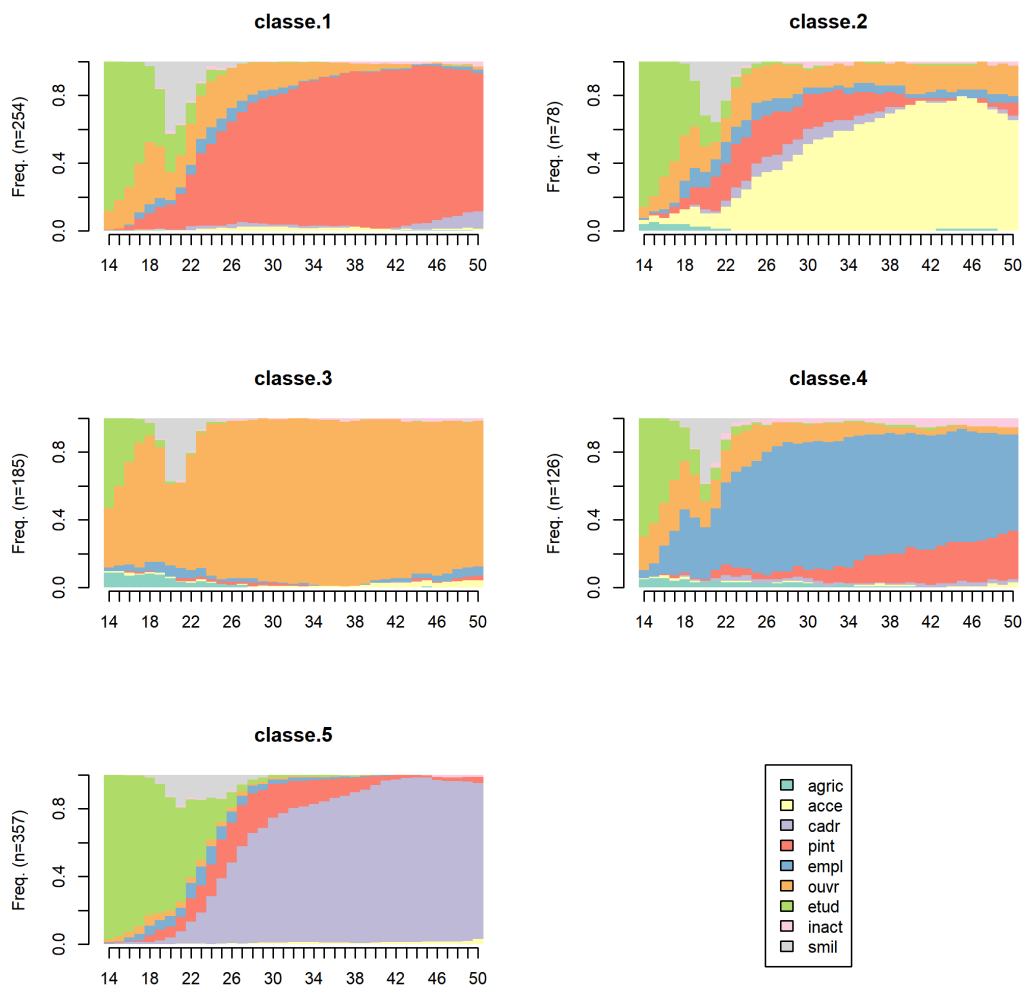 classe.1
Freq. (n=254)
0.0 0.4 0.8
14 18 22 26 30 34 38 42 46 50
classe.2
Freq. (n=78)
0.0 0.4 0.8
14 18 22 26 30 34 38 42 46 50
classe.3
Freq. (n=185)
0.0 0.4 0.8
14 18 22 26 30 34 38 42 46 50
classe.4
Freq. (n=126)
0.0 0.4 0.8
14 18 22 26 30 34 38 42 46 50
classe.5
Freq. (n=357)
0.0 0.4 0.8
14 18 22 26 30 34 38 42 46 50
agric
acce
cadr
pint
empl
ouvr
etud
inact
smil